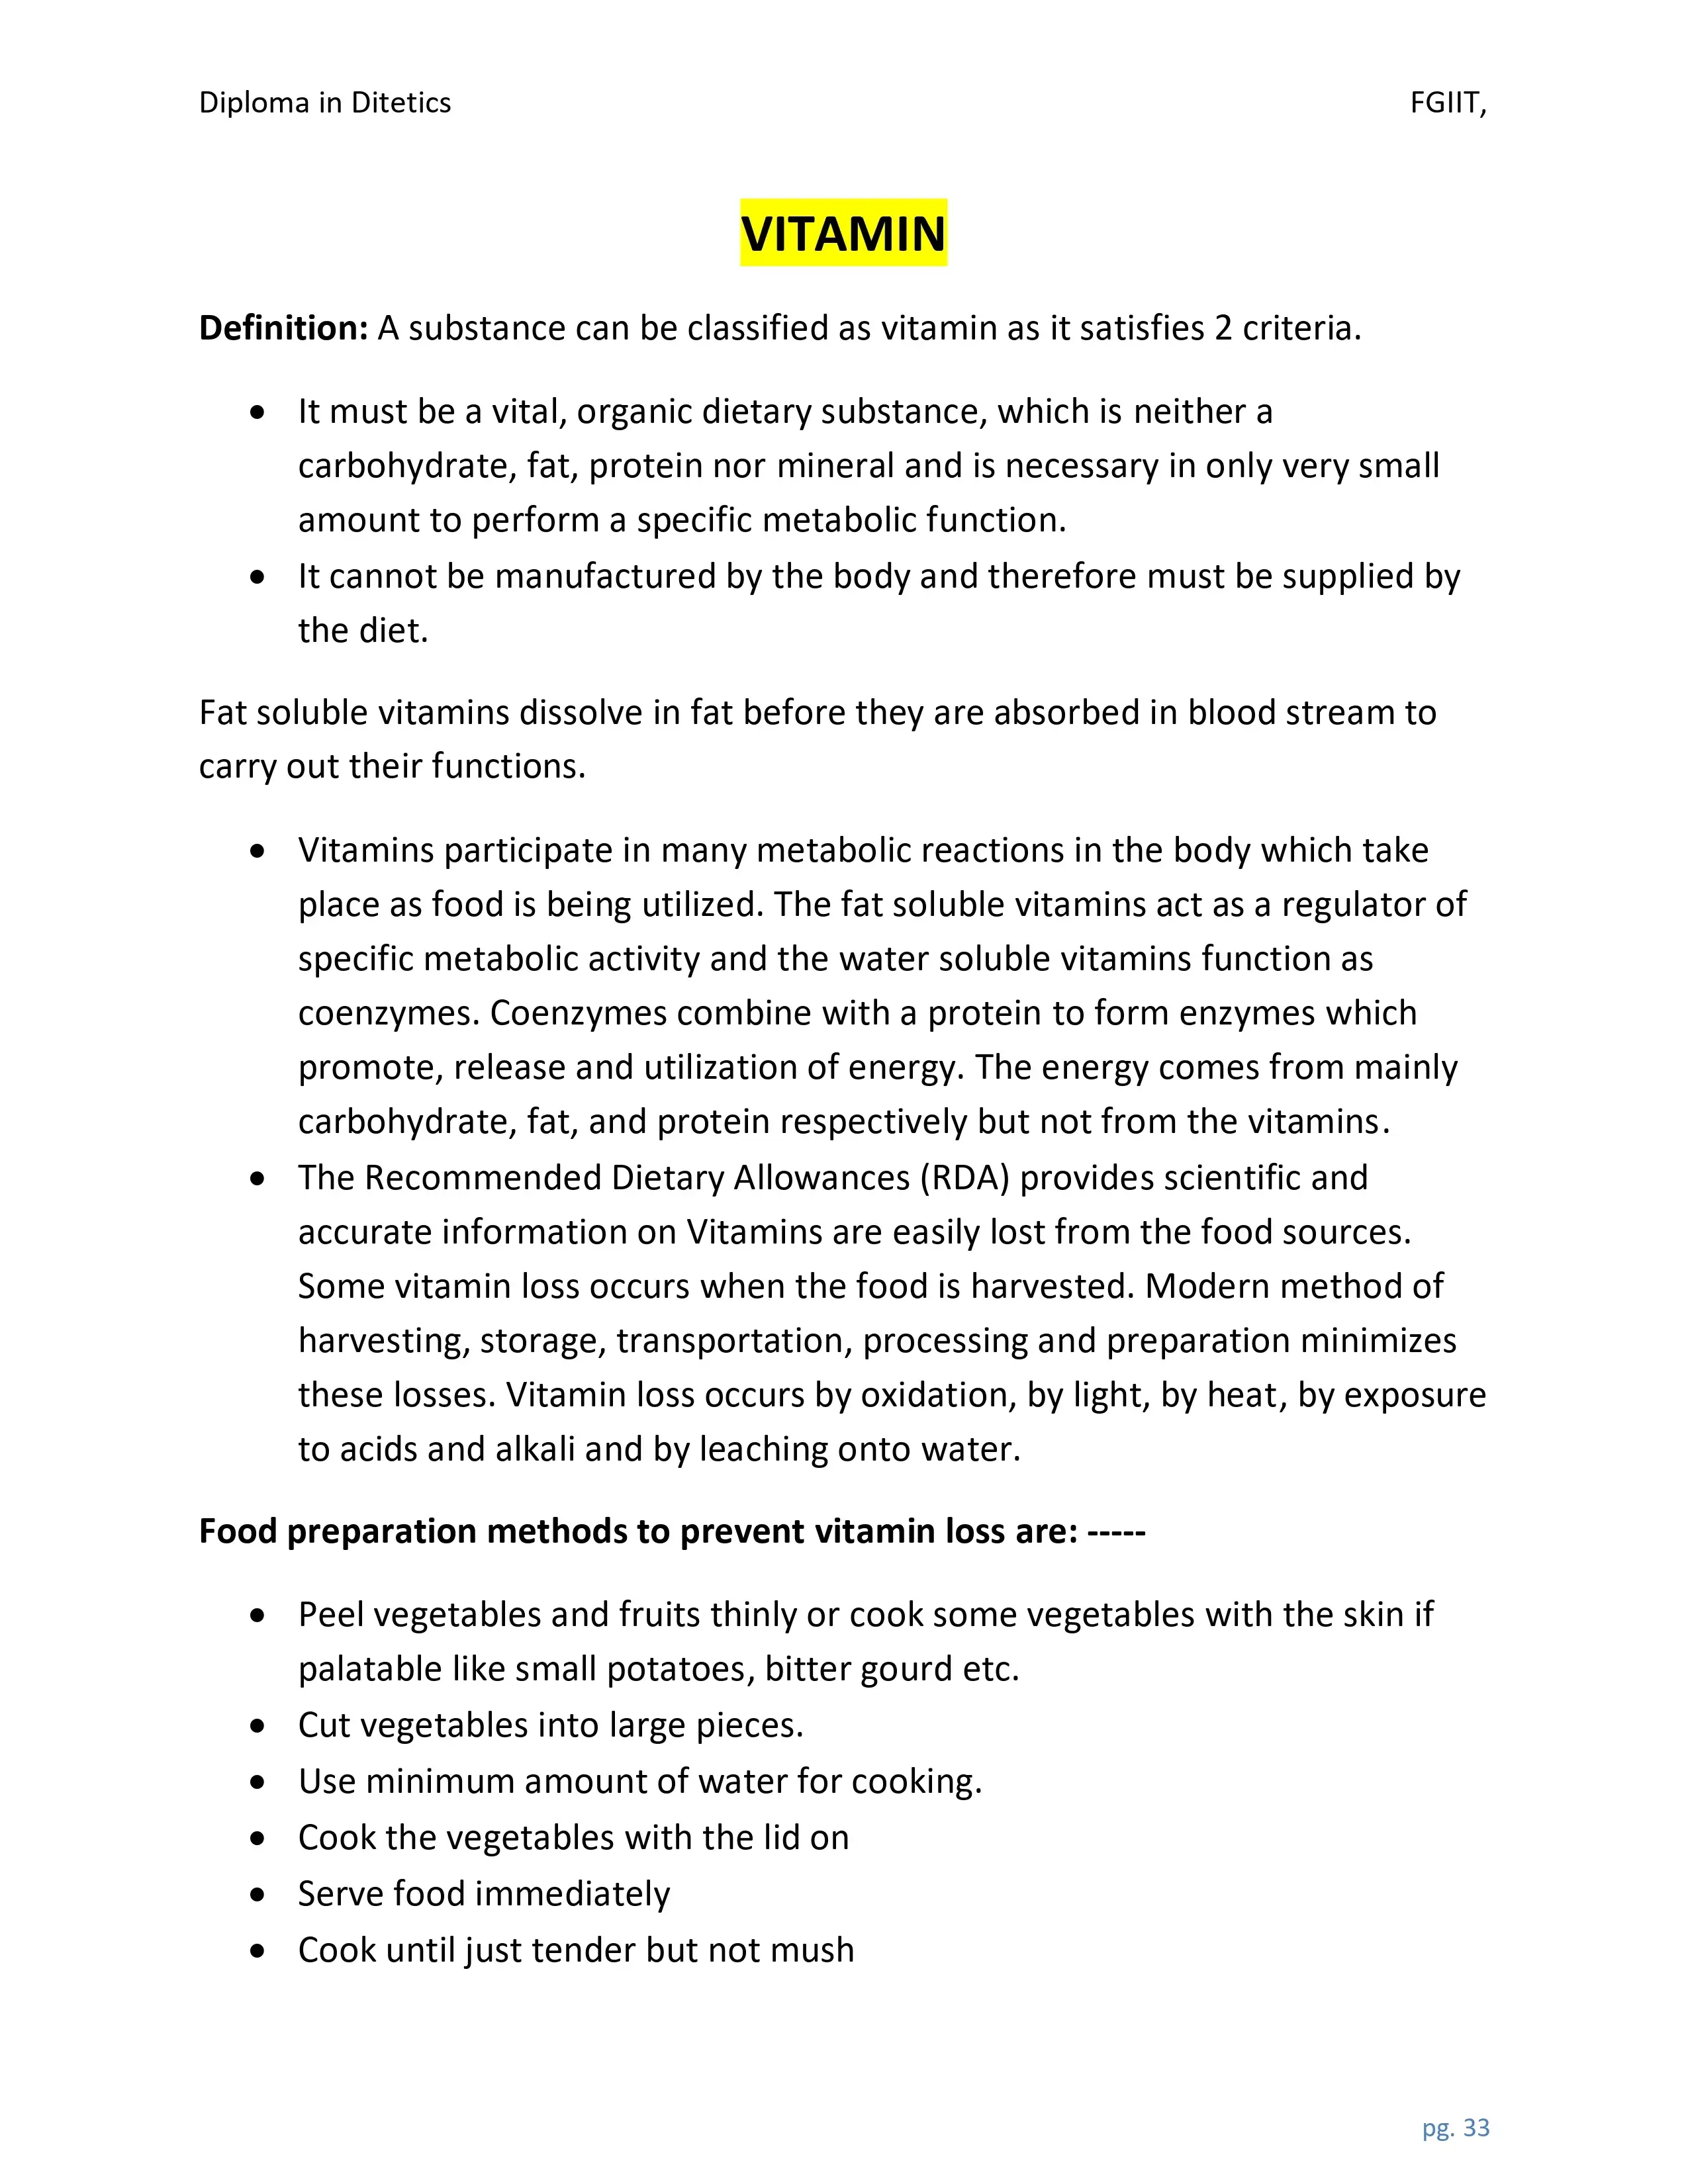 Diploma in Ditetics FGIIT,
VITAMIN
Definition: A substance can be classified as vitamin as it satisfies 2 criteria.
• It must be a vital, organic dietary substance, which is neither a
carbohydrate, fat, protein nor mineral and is necessary in only very small
amount to perform a specific metabolic function.
• It cannot be manufactured by the body and therefore must be supplied by
the diet.
Fat soluble vitamins dissolve in fat before they are absorbed in blood stream to
carry out their functions.
• Vitamins participate in many metabolic reactions in the body which take
place as food is being utilized. The fat soluble vitamins act as a regulator of
specific metabolic activity and the water soluble vitamins function as
coenzymes. Coenzymes combine with a protein to form enzymes which
promote, release and utilization of energy. The energy comes from mainly
carbohydrate, fat, and protein respectively but not from the vitamins.
• The Recommended Dietary Allowances (RDA) provides scientific and
accurate information on Vitamins are easily lost from the food sources.
Some vitamin loss occurs when the food is harvested. Modern method of
harvesting, storage, transportation, processing and preparation minimizes
these losses. Vitamin loss occurs by oxidation, by light, by heat, by exposure
to acids and alkali and by leaching onto water.
Food preparation methods to prevent vitamin loss are: -----
• Peel vegetables and fruits thinly or cook some vegetables with the skin if
palatable like small potatoes, bitter gourd etc.
• Cut vegetables into large pieces.
• Use minimum amount of water for cooking.
• Cook the vegetables with the lid on
• Serve food immediately
• Cook until just tender but not mush
pg. 33